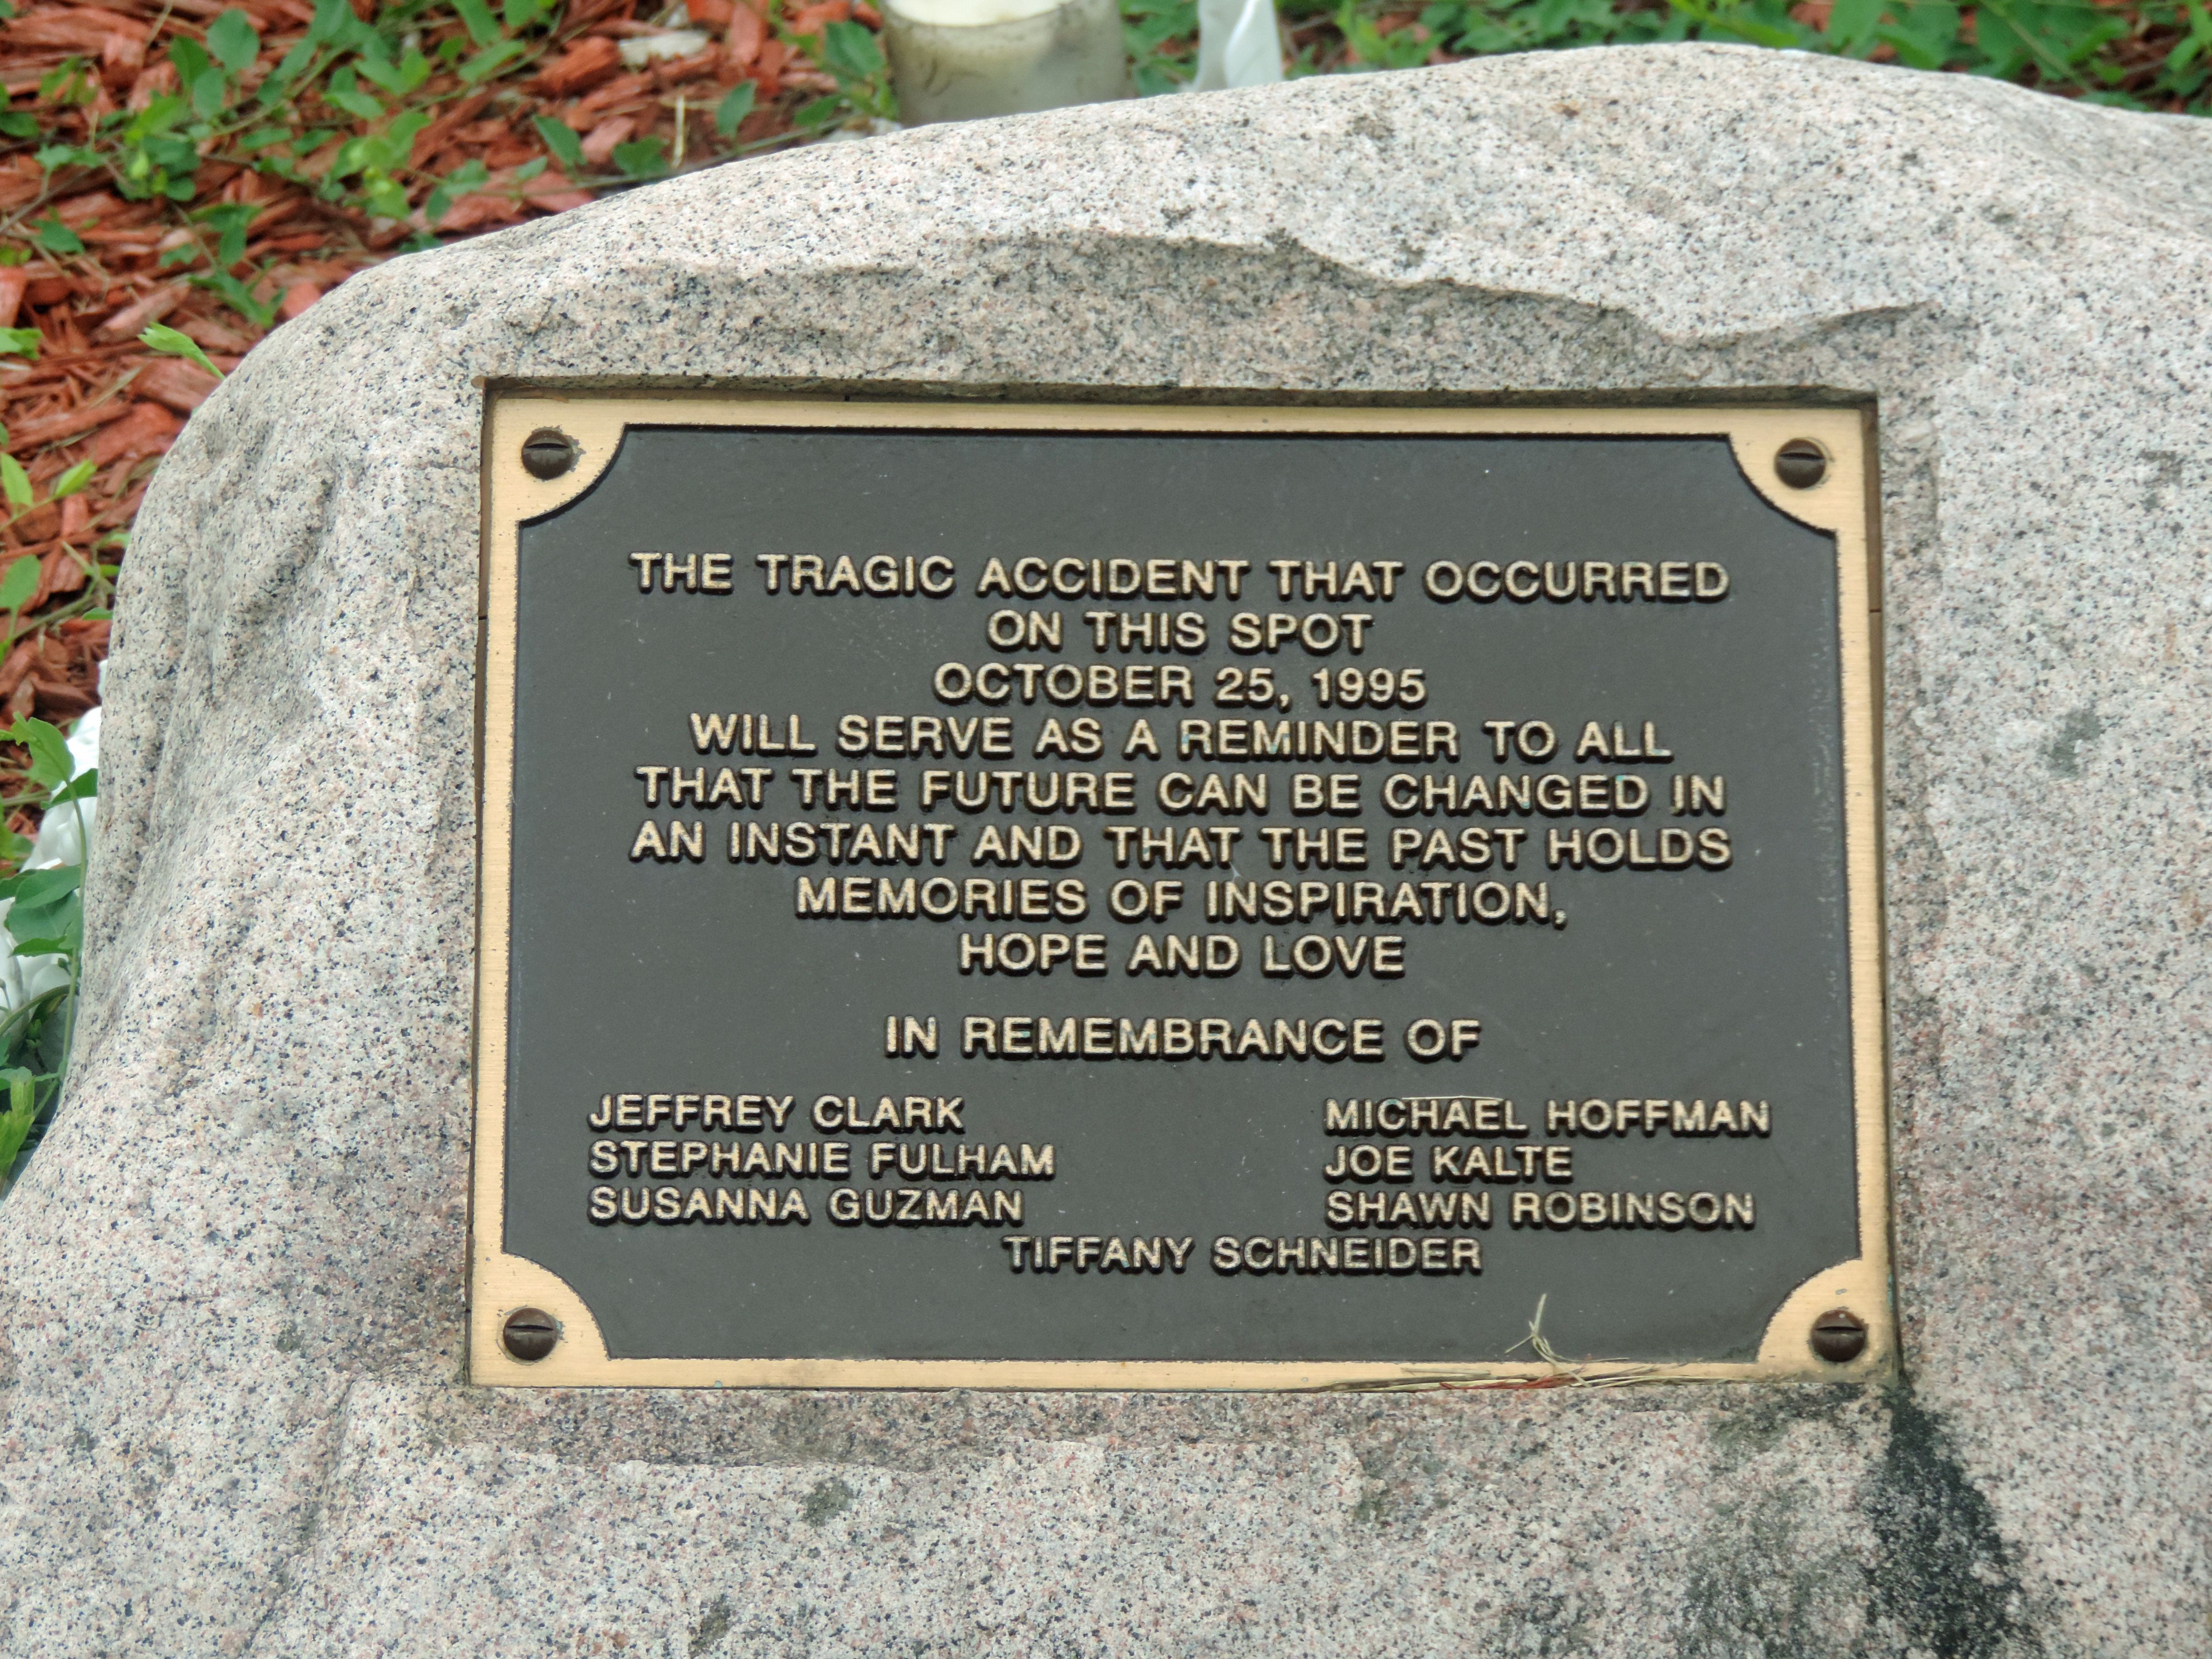 THE TRAGIC ACCIDENT THAT OCCURRED
ON THIS SPOT
OCTOBER 25, 1995
WILL SERVE AS A REMINDER TO ALL
THAT THE FUTURE CAN BE CHANGED IN
AN INSTANT AND THAT THE PAST HOLDS
MEMORIES OF INSPIRATION,
HOPE AND LOVE
IN REMEMBRANCE OF
JEFFREY CLARK MICHAEL HOFFMAN
STEPHANIE FULHAM JOE KALTE
SUSANNA GUZMAN SHAWN ROBINSON
TIFFANY SCHNEIDER